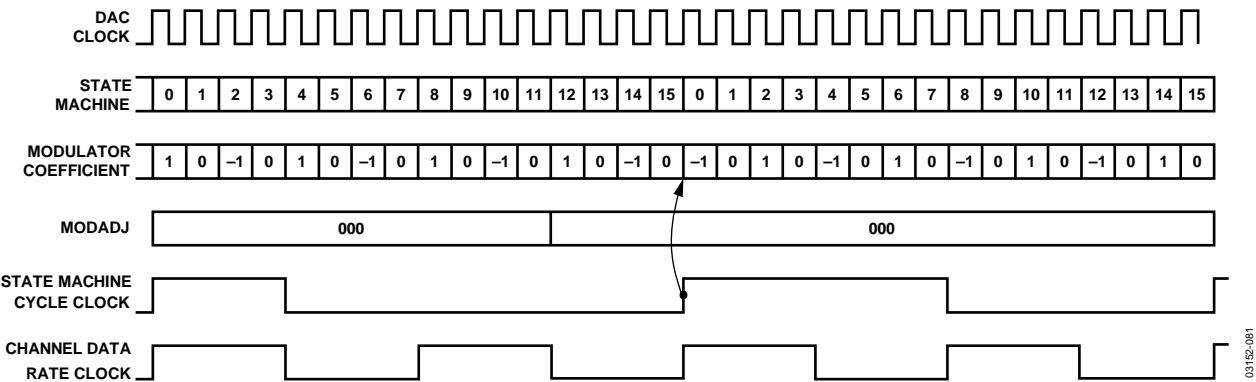 DAC
CLOCK
STATE
MACHINE
0 1 2 3 4 5 6 7 8 9 10 11 12 13 14 15 0 1 2 3 4 5 6 7 8 9 10 11 12 13 14 15
MODULATOR
COEFFICIENT
1 0 –1 0 1 0 –1 0 1 0 –1 0 1 0 –1 0 –1 0 1 0 –1 0 1 0 –1 0 1 0 –1 0 1 0
MODADJ
000 000
STATE MACHINE
CYCLE CLOCK
CHANNEL DATA
RATE CLOCK
03152-081